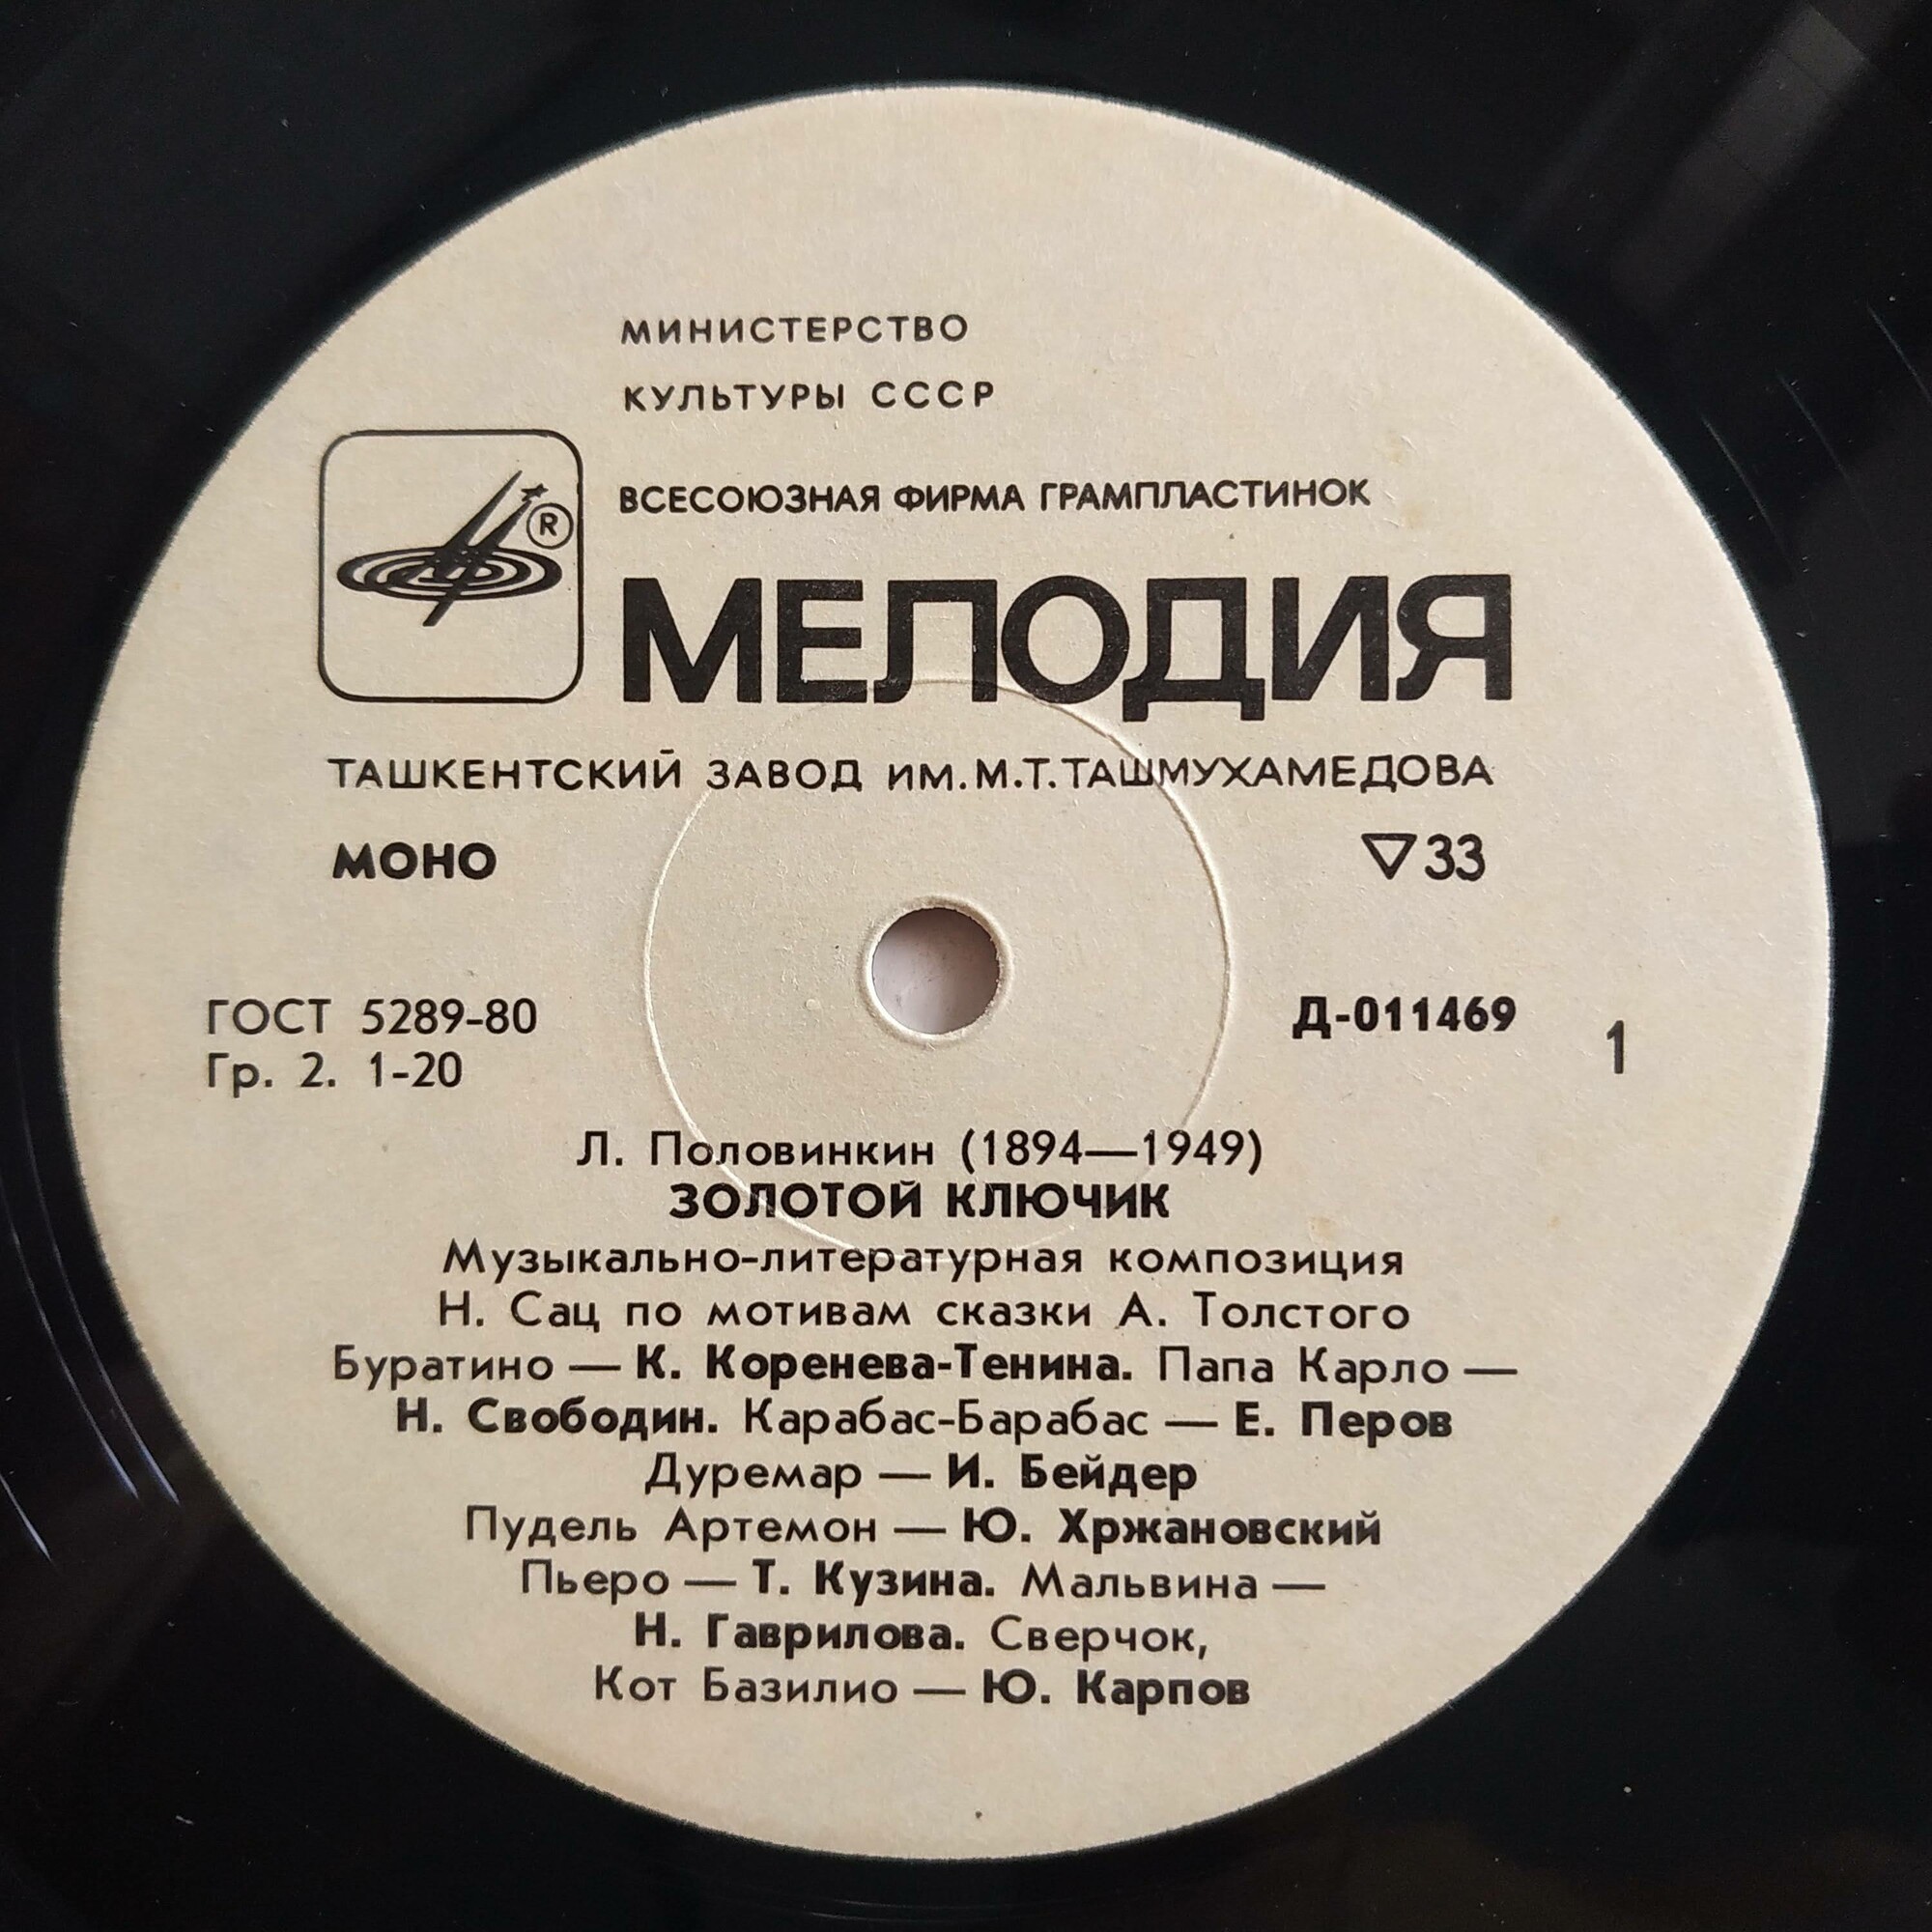 МИНИСТЕРСТВО
КУЛЬТУРЫ СССР
ВСЕСОЮЗНАЯ ФИРМА ГРАМПЛАСТИНОК
®
МЕЛОДИЯ
ТАШКЕНТСКИЙ ЗАВОД ИМ.М.Т.ТАШМУХАМЕДОВА
МОНО
▽33
ГОСТ 5289-80
Гр. 2. 1-20
Д-011469
1
Л. Половинкин (1894—1949)
ЗОЛОТОЙ КЛЮЧИК
Музыкально-литературная композиция
Н. Сац по мотивам сказки А. Толстого
Буратино — К. Коренева-Тенина. Папа Карло —
Н. Свободин. Карабас-Барабас — Е. Перов
Дуремар — И. Бейдер
Пудель Артемон — Ю. Хржановский
Пьеро — Т. Кузина. Мальвина —
Н. Гаврилова. Сверчок,
Кот Базилио — Ю. Карпов